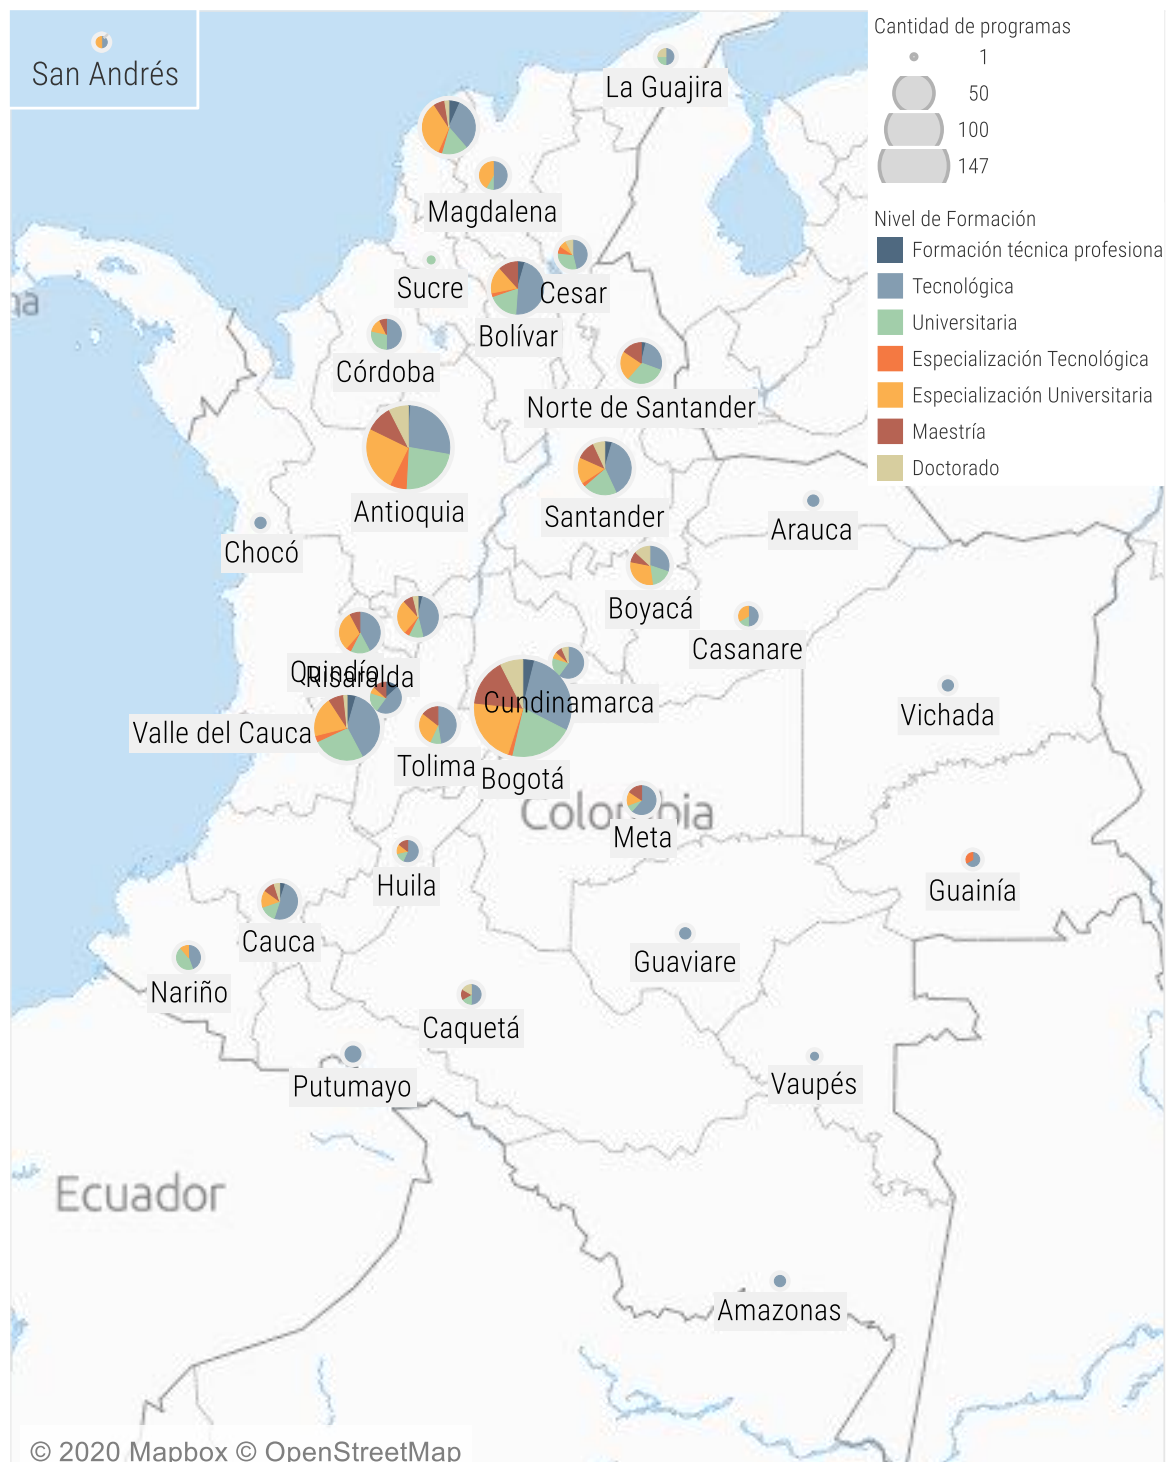 San Andrés
La Guajira
Cantidad de programas
1
50
100
147
Nivel de Formación
Formación técnica profesiona
Tecnológica
Universitaria
Especialización Tecnológica
Especialización Universitaria
Maestría
Doctorado
Magdalena
Sucre
Cesar
na
Bolívar
Córdoba
Norte de Santander
Antioquia
Santander
Arauca
Chocó
Boyacá
Casanare
Quindío
Risaralda
Cundinamarca
Vichada
Valle del Cauca
Tolima
Bogotá
Colombia
Meta
Huila
Guainía
Cauca
Guaviare
Nariño
Caquetá
Putumayo
Vaupés
Ecuador
Amazonas
© 2020 Mapbox © OpenStreetMap